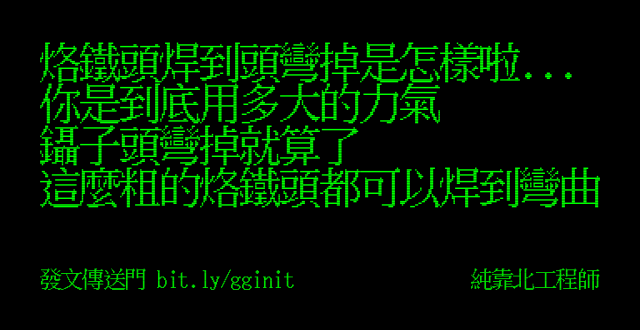 烙鐵頭焊到頭彎掉是怎樣啦...
你是到底用多大的力氣
鑷子頭彎掉就算了
這麼粗的烙鐵頭都可以焊到彎曲
發文傳送門 bit.ly/gginit
純靠北工程師